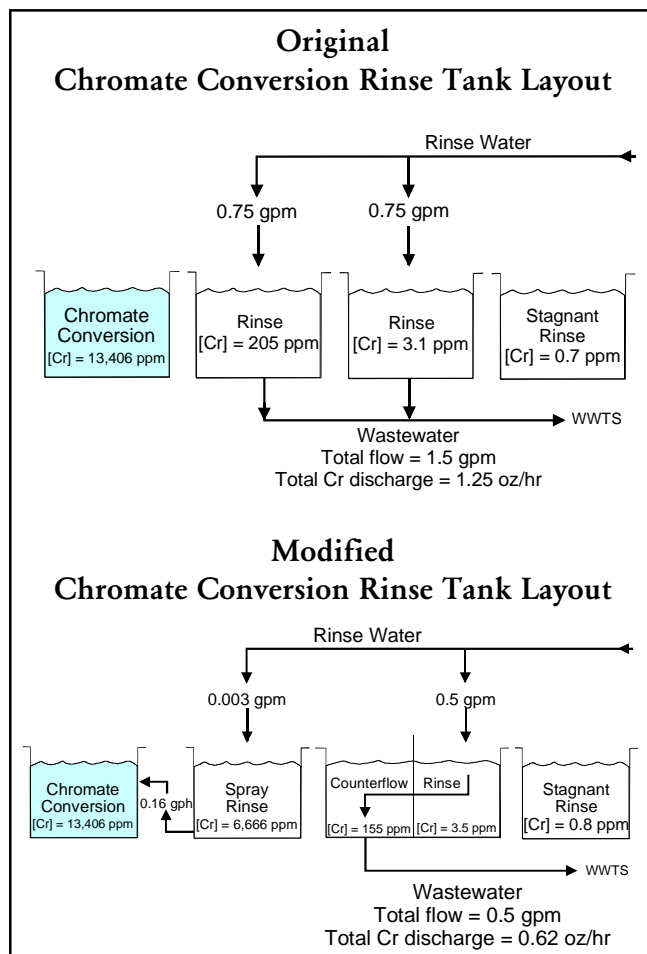 Original
Chromate Conversion Rinse Tank Layout
Rinse Water
0.75 gpm
0.75 gpm
Chromate
Conversion
[Cr] = 13,406 ppm
Rinse
[Cr] = 205 ppm
Rinse
[Cr] = 3.1 ppm
Stagnant
Rinse
[Cr] = 0.7 ppm
WWTS
Wastewater
Total flow = 1.5 gpm
Total Cr discharge = 1.25 oz/hr
Modified
Chromate Conversion Rinse Tank Layout
Rinse Water
0.003 gpm
0.5 gpm
Chromate
Conversion
[Cr] = 13,406 ppm
0.16 gph
Spray
Rinse
[Cr] = 6,666 ppm
Counterflow
Rinse
[Cr] = 155 ppm
[Cr] = 3.5 ppm
Stagnant
Rinse
[Cr] = 0.8 ppm
WWTS
Wastewater
Total flow = 0.5 gpm
Total Cr discharge = 0.62 oz/hr